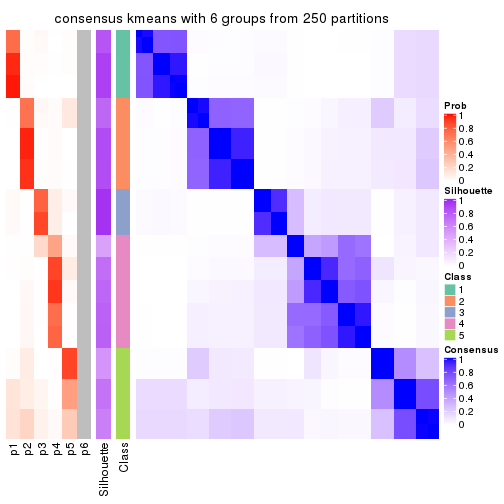 consensus kmeans with 6 groups from 250 partitions
Prob
1
0.8
0.6
0.4
0.2
0
Silhouette
1
0.8
0.6
0.4
0.2
0
Class
1
2
3
4
5
Consensus
1
0.8
0.6
0.4
0.2
0
p1
p2
p3
p4
p5
p6
Silhouette
Class